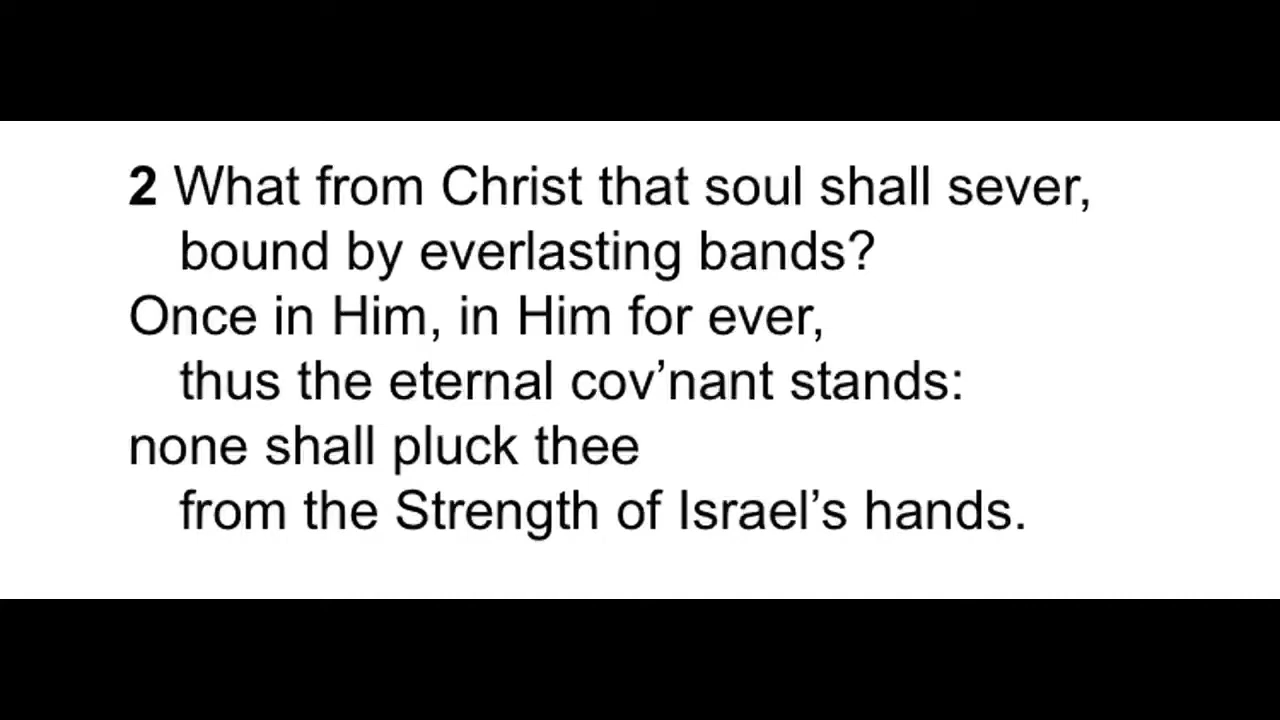 2 What from Christ that soul shall sever,
bound by everlasting bands?
Once in Him, in Him for ever,
thus the eternal cov’nant stands:
none shall pluck thee
from the Strength of Israel’s hands.